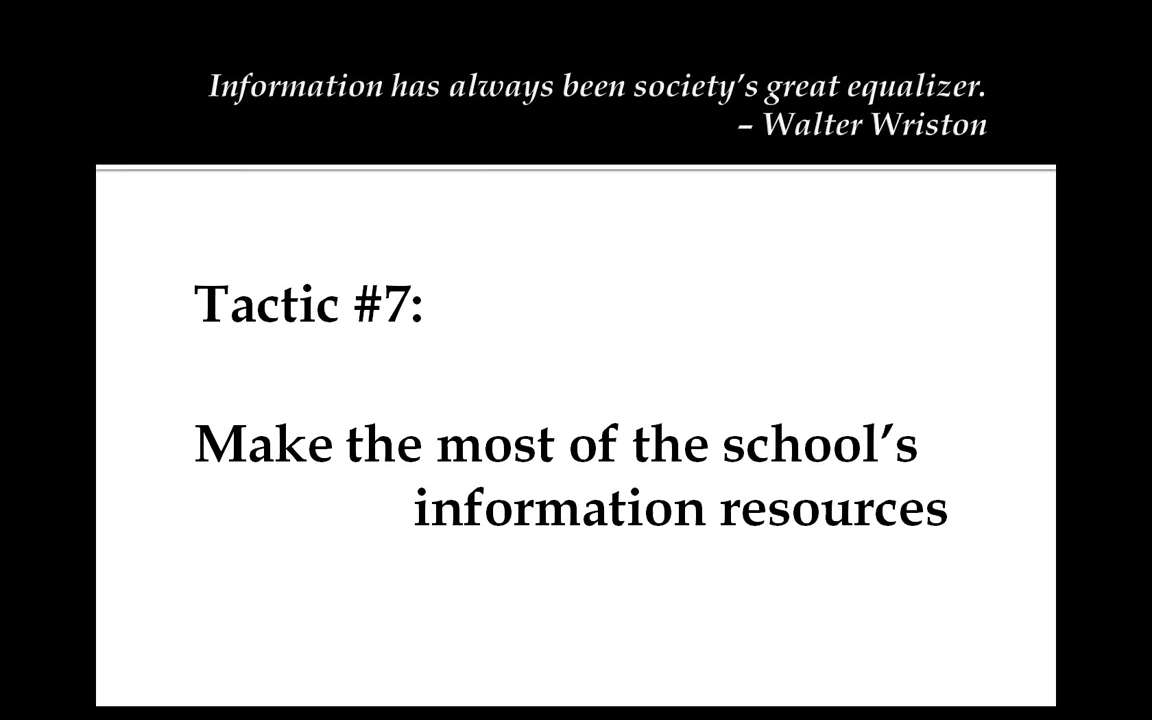 Information has always been society’s great equalizer.
– Walter Wriston
Tactic #7:
Make the most of the school’s
information resources